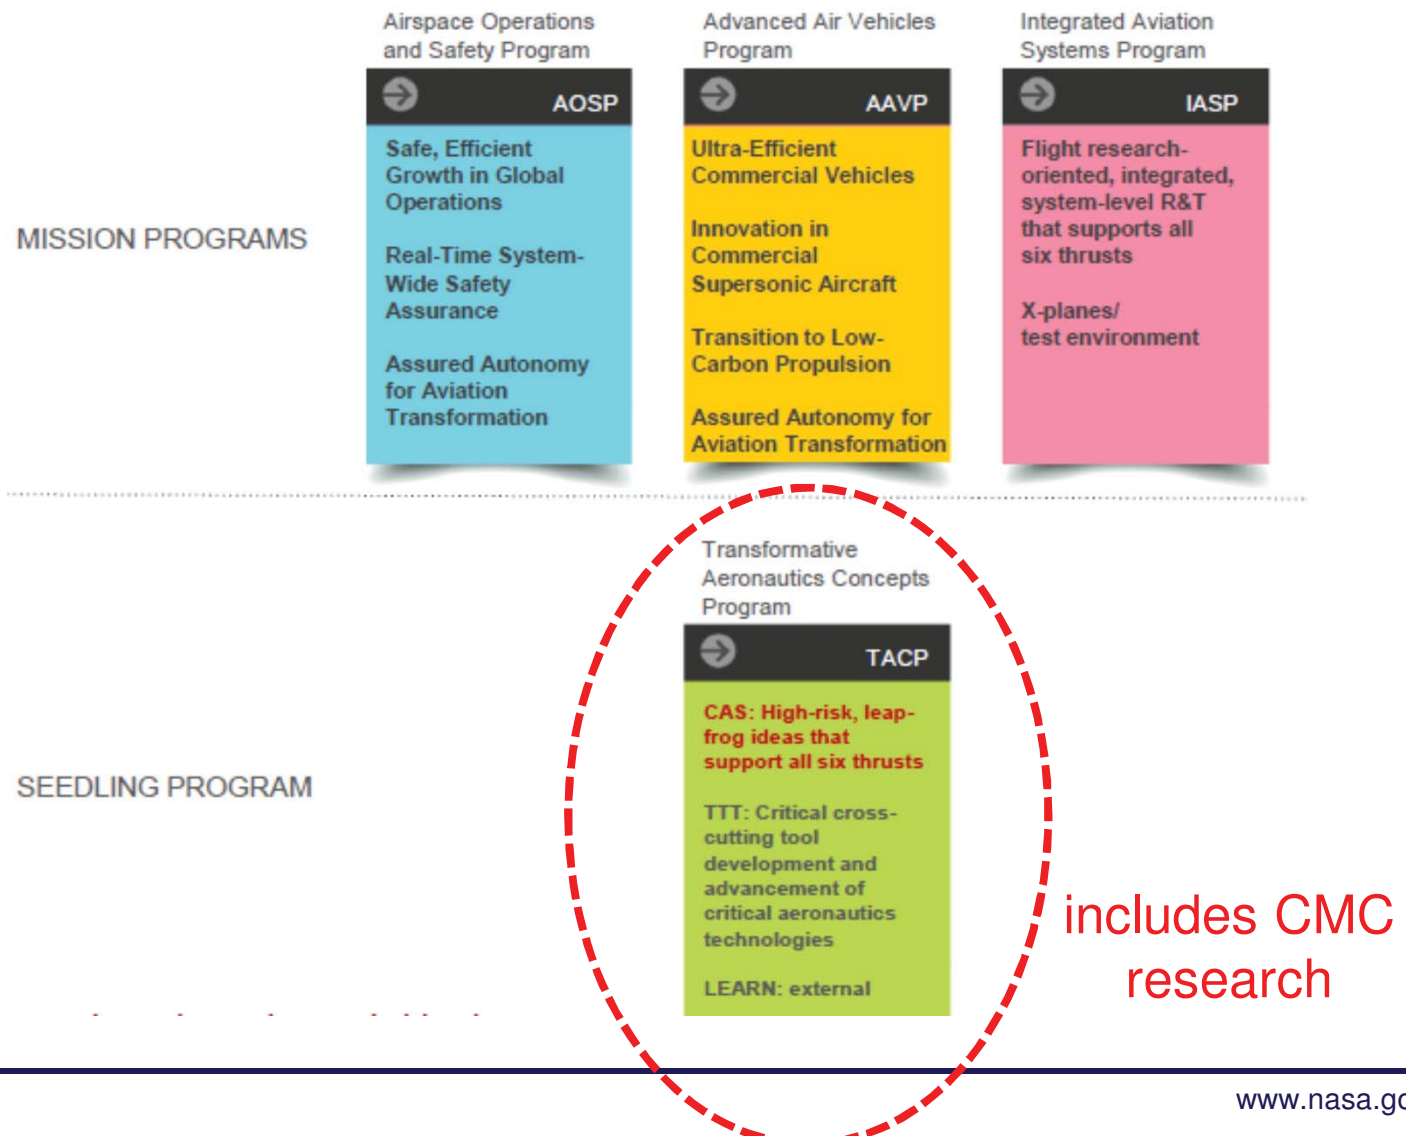 Airspace Operations
and Safety Program
AOSP
Safe, Efficient
Growth in Global
Operations
Real-Time System-
Wide Safety
Assurance
Assured Autonomy
for Aviation
Transformation
Advanced Air Vehicles
Program
AAVP
Ultra-Efficient
Commercial Vehicles
Innovation in
Commercial
Supersonic Aircraft
Transition to Low-
Carbon Propulsion
Assured Autonomy for
Aviation Transformation
Integrated Aviation
Systems Program
IASP
Flight research-
oriented, integrated,
system-level R&T
that supports all
six thrusts
X-planes/
test environment
MISSION PROGRAMS
Transformative
Aeronautics Concepts
Program
TACP
CAS: High-risk, leap-
frog ideas that
support all six thrusts
TTT: Critical cross-
cutting tool
development and
advancement of
critical aeronautics
technologies
LEARN: external
SEEDLING PROGRAM
includes CMC
research
www.nasa.go